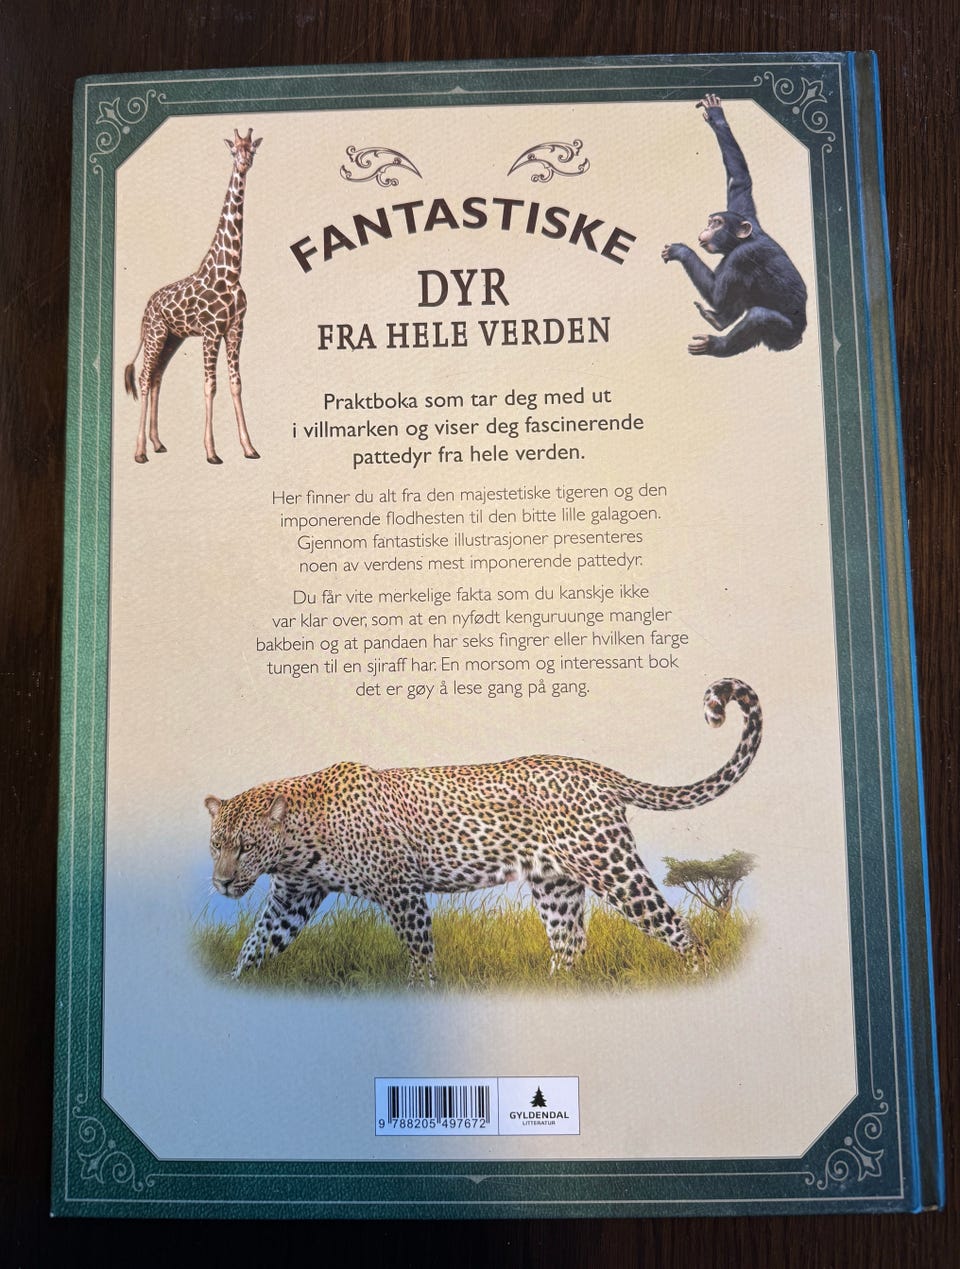 FANTASTISKE
DYR
FRA HELE VERDEN
Praktboka som tar deg med ut
i villmarken og viser deg fascinerende
pattedyr fra hele verden.
Her finner du alt fra den majestetiske tigeren og den
imponerende flodhesten til den bitte lille galagoen.
Gjennom fantastiske illustrasjoner presenteres
noen av verdens mest imponerende pattedyr.
Du får vite merkelige fakta som du kanskje ikke
var klar over, som at en nyfødt kenguruunge mangler
bakbein og at pandaen har seks fingrer eller hvilken farge
tungen til en sjiraff har. En morsom og interessant bok
det er gøy å lese gang på gang.
9 788205 497672
GYLDENDAL
LITTERATUR